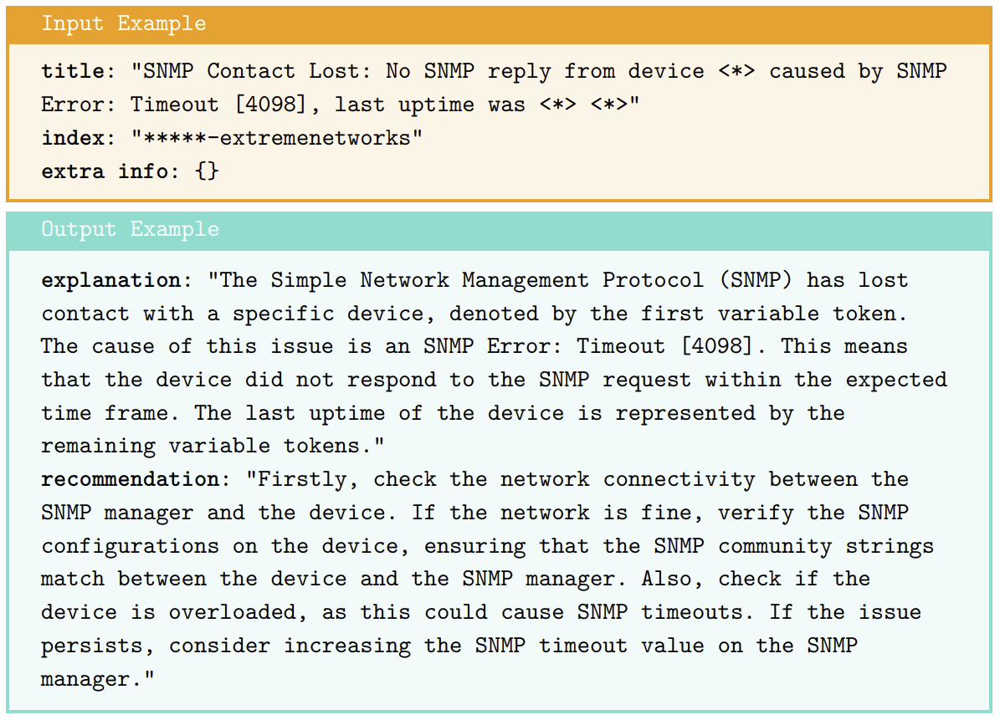 Input Example
title: "SNMP Contact Lost: No SNMP reply from device <*> caused by SNMP
Error: Timeout [4098], last uptime was <*> <*>"
index: "*****-extremenetworks"
extra info: {}
Output Example
explanation: "The Simple Network Management Protocol (SNMP) has lost
contact with a specific device, denoted by the first variable token.
The cause of this issue is an SNMP Error: Timeout [4098]. This means
that the device did not respond to the SNMP request within the expected
time frame. The last uptime of the device is represented by the
remaining variable tokens."
recommendation: "Firstly, check the network connectivity between the
SNMP manager and the device. If the network is fine, verify the SNMP
configurations on the device, ensuring that the SNMP community strings
match between the device and the SNMP manager. Also, check if the
device is overloaded, as this could cause SNMP timeouts. If the issue
persists, consider increasing the SNMP timeout value on the SNMP
manager."